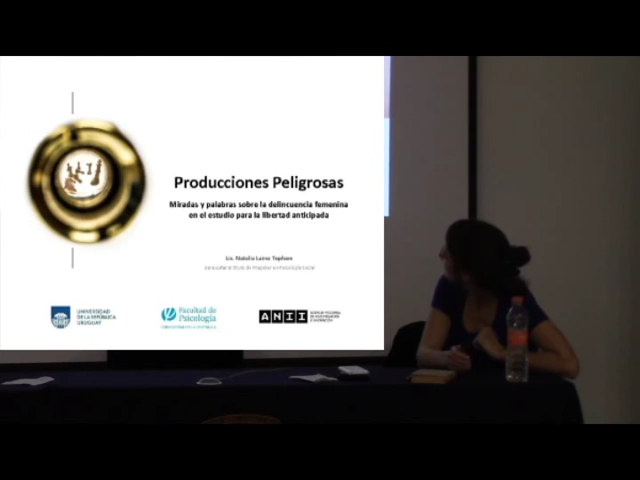 Producciones Peligrosas
Miradas y palabras sobre la delincuencia femenina
en el estudio para la libertad anticipada
Lic. Natalia Laino Topham
UNIVERSIDAD
DE LA REPÚBLICA
URUGUAY
Facultad de
Psicología
ANII